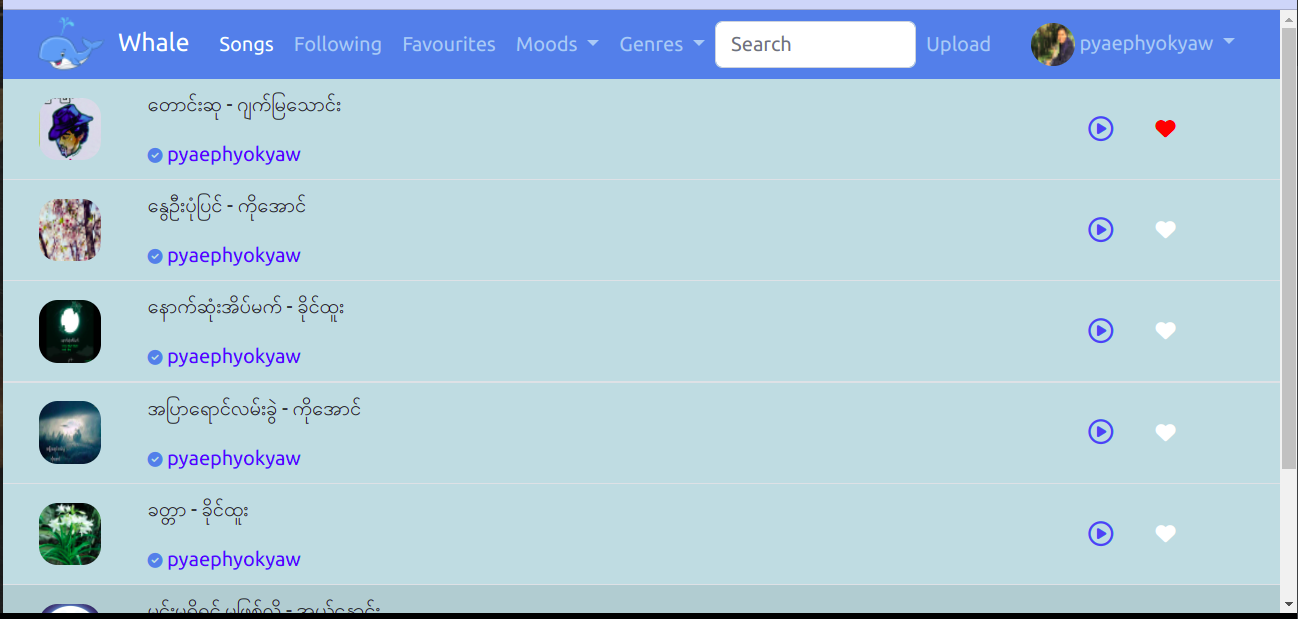 Whale Songs Following Favourites Moods Genres Search Upload pyaephyokyaw
တောင်းဆု - ဂျက်မြသောင်း
pyaephyokyaw
နွေဦးပုံပြင် - ကိုအောင်
pyaephyokyaw
နောက်ဆုံးအိပ်မက် - ခိုင်ထူး
pyaephyokyaw
အပြာရောင်လမ်းခွဲ - ကိုအောင်
pyaephyokyaw
ခတ္တာ - ခိုင်ထူး
pyaephyokyaw